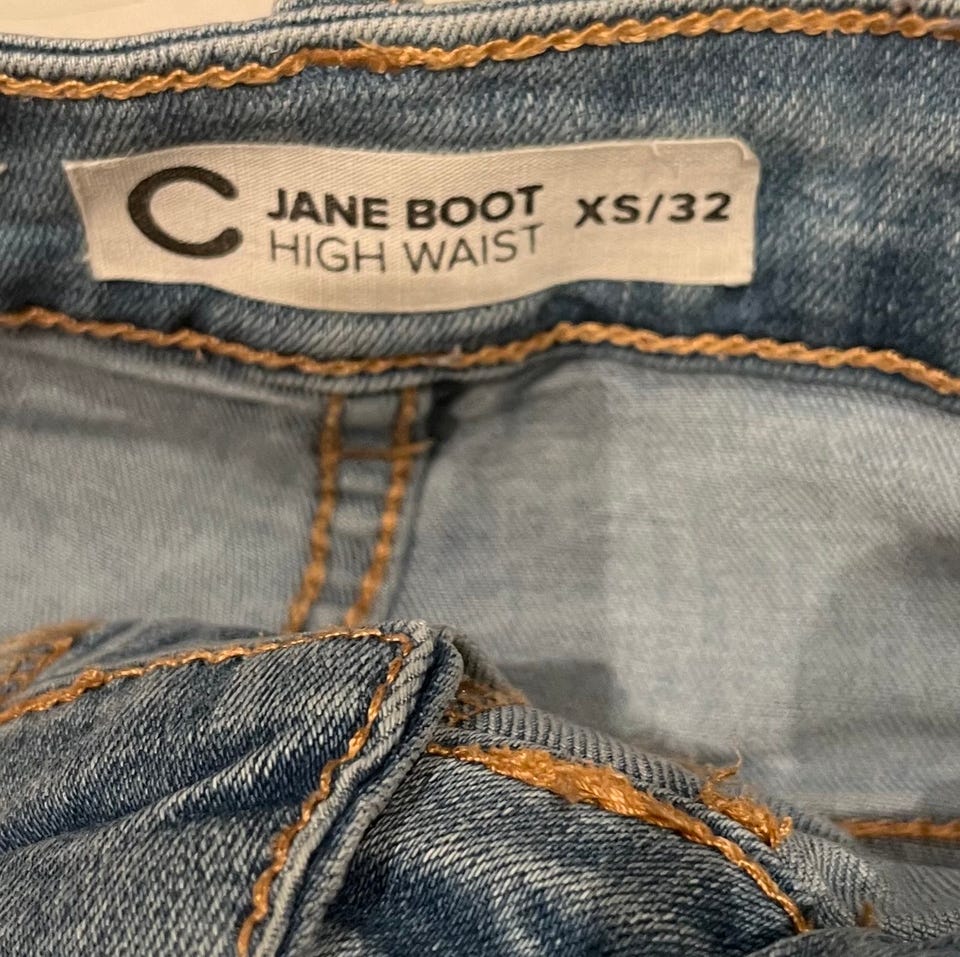 C
JANE BOOT
HIGH WAIST
XS/32